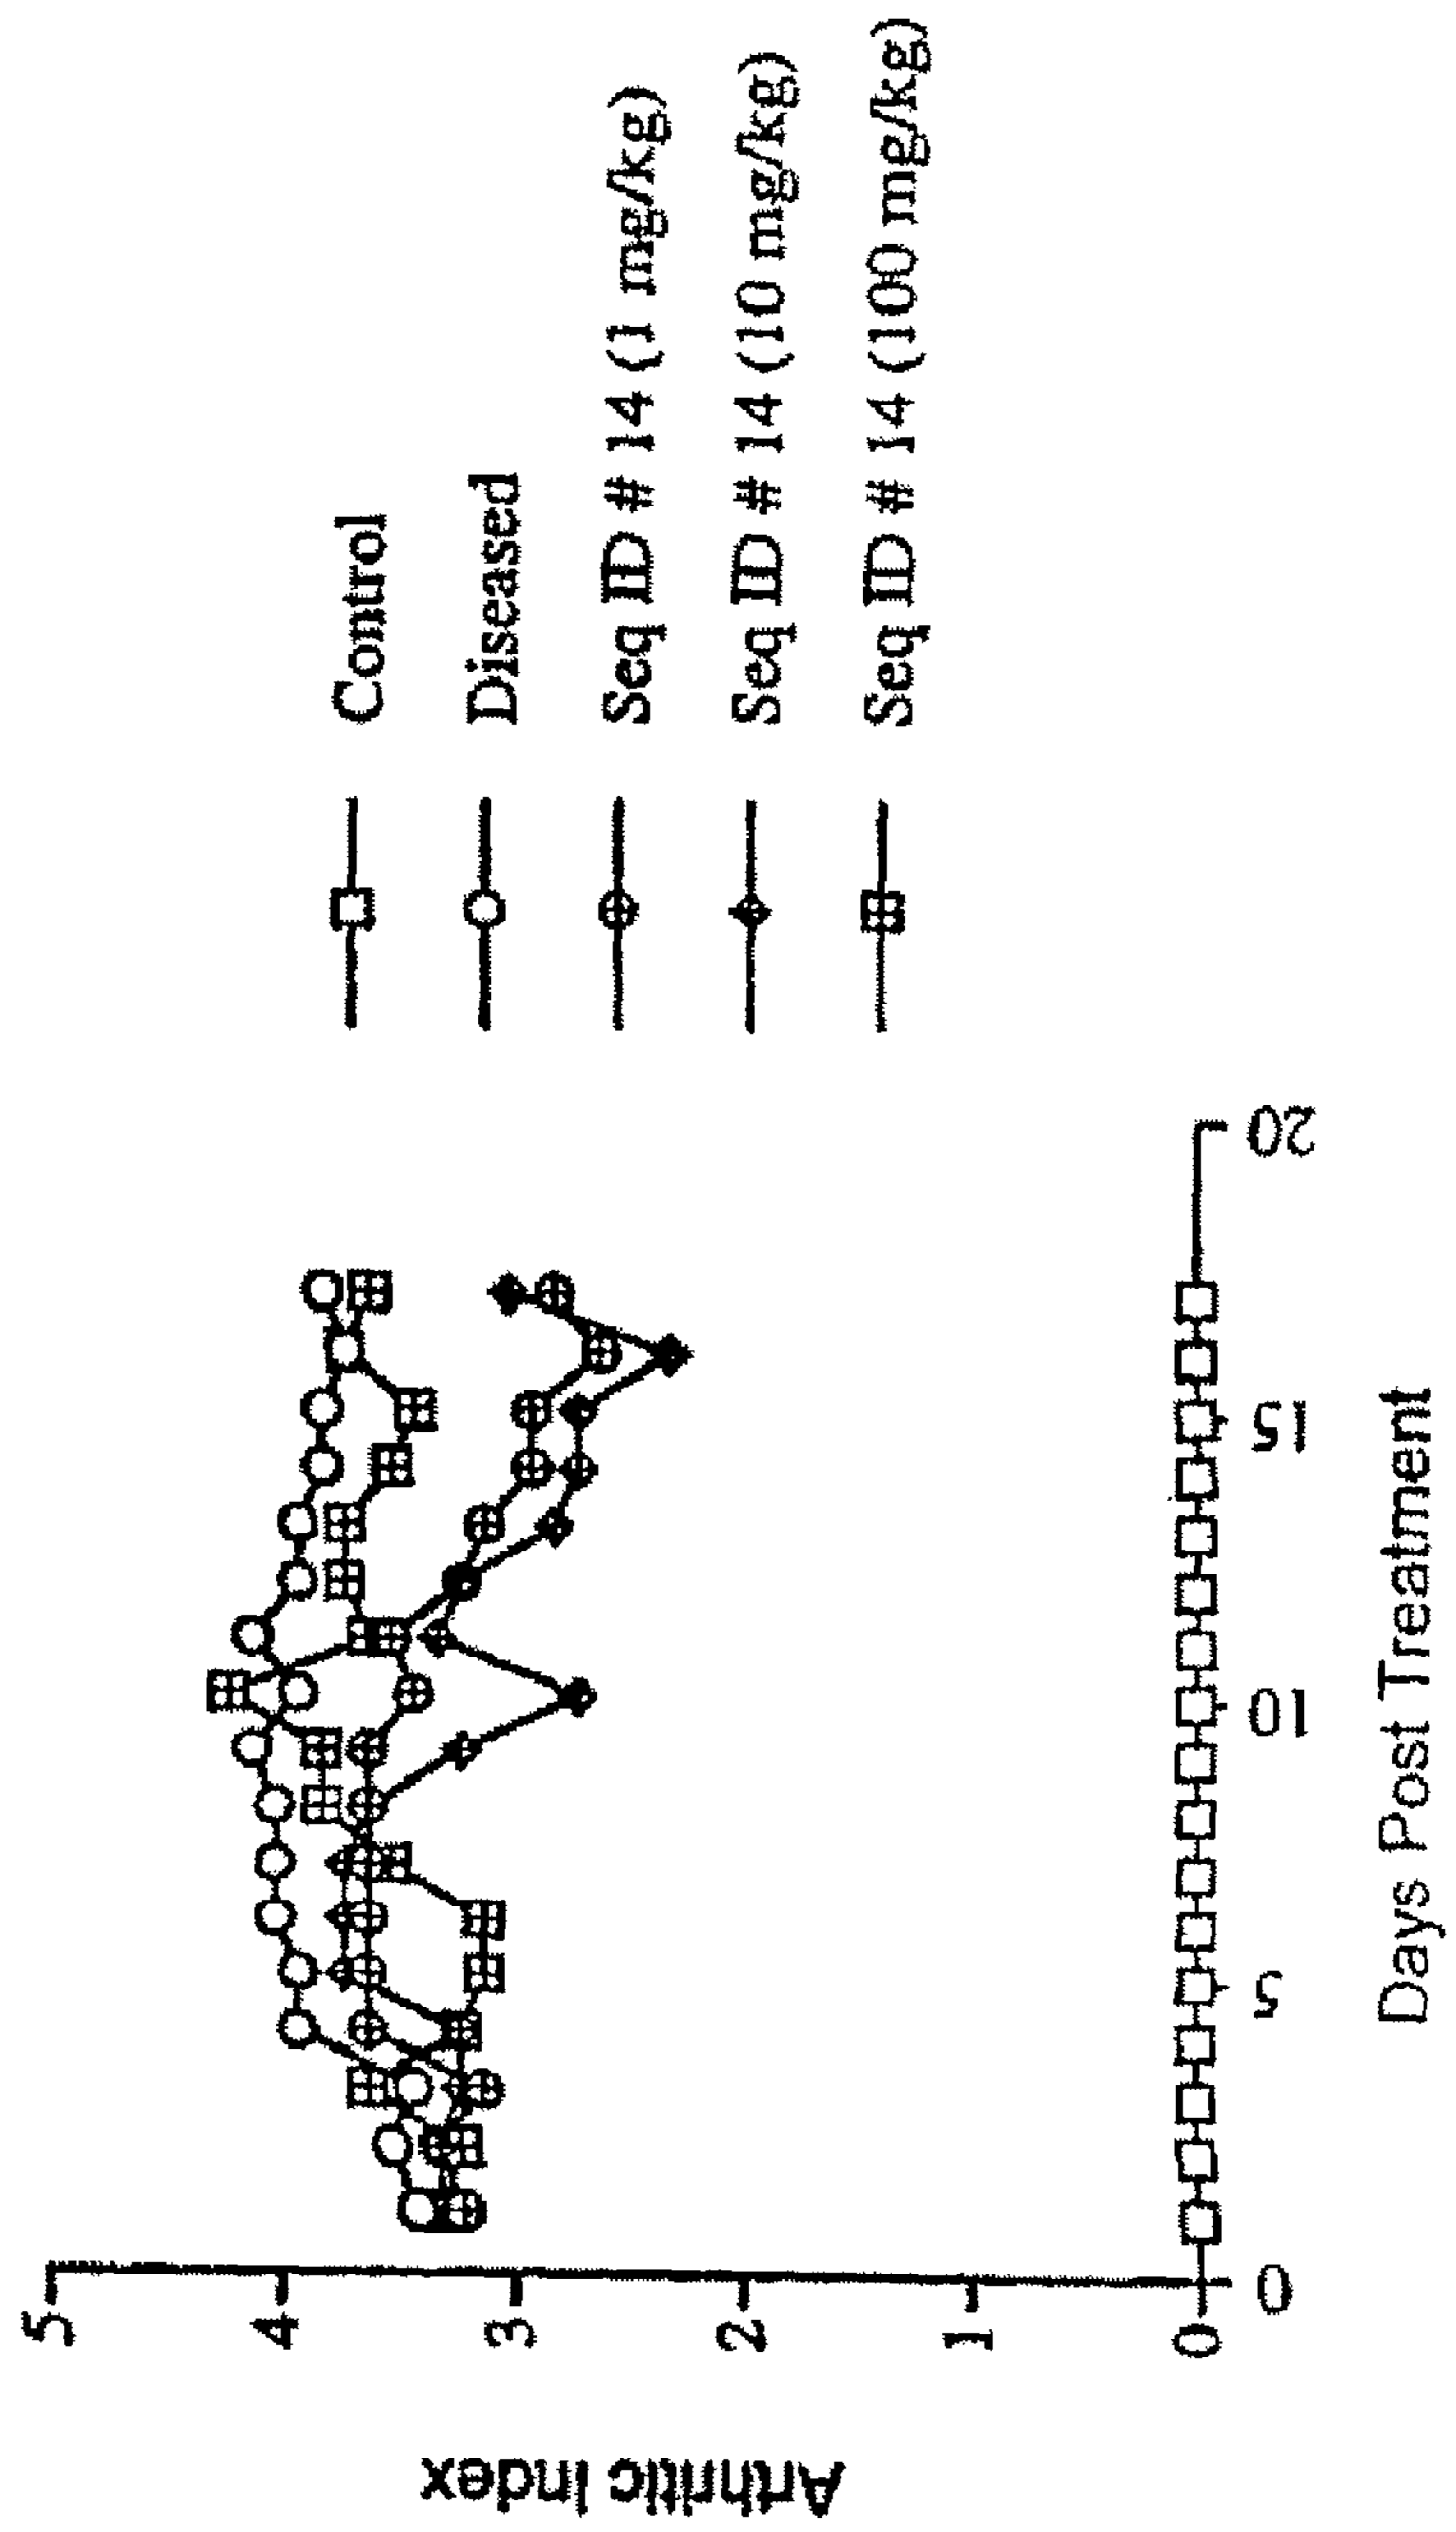 Arthritic Index
5
4
3
2
1
0
0
5
10
15
20
Days Post Treatment
Control
Diseased
Seq ID # 14 (1 mg/kg)
Seq ID # 14 (10 mg/kg)
Seq ID # 14 (100 mg/kg)